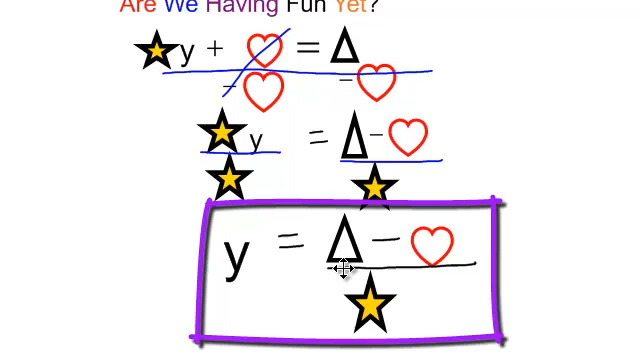 Are We Having Fun Yet?
★y + ♡ = Δ
− ♡ − ♡
★y = Δ − ♡
★ ★
y = Δ − ♡
★